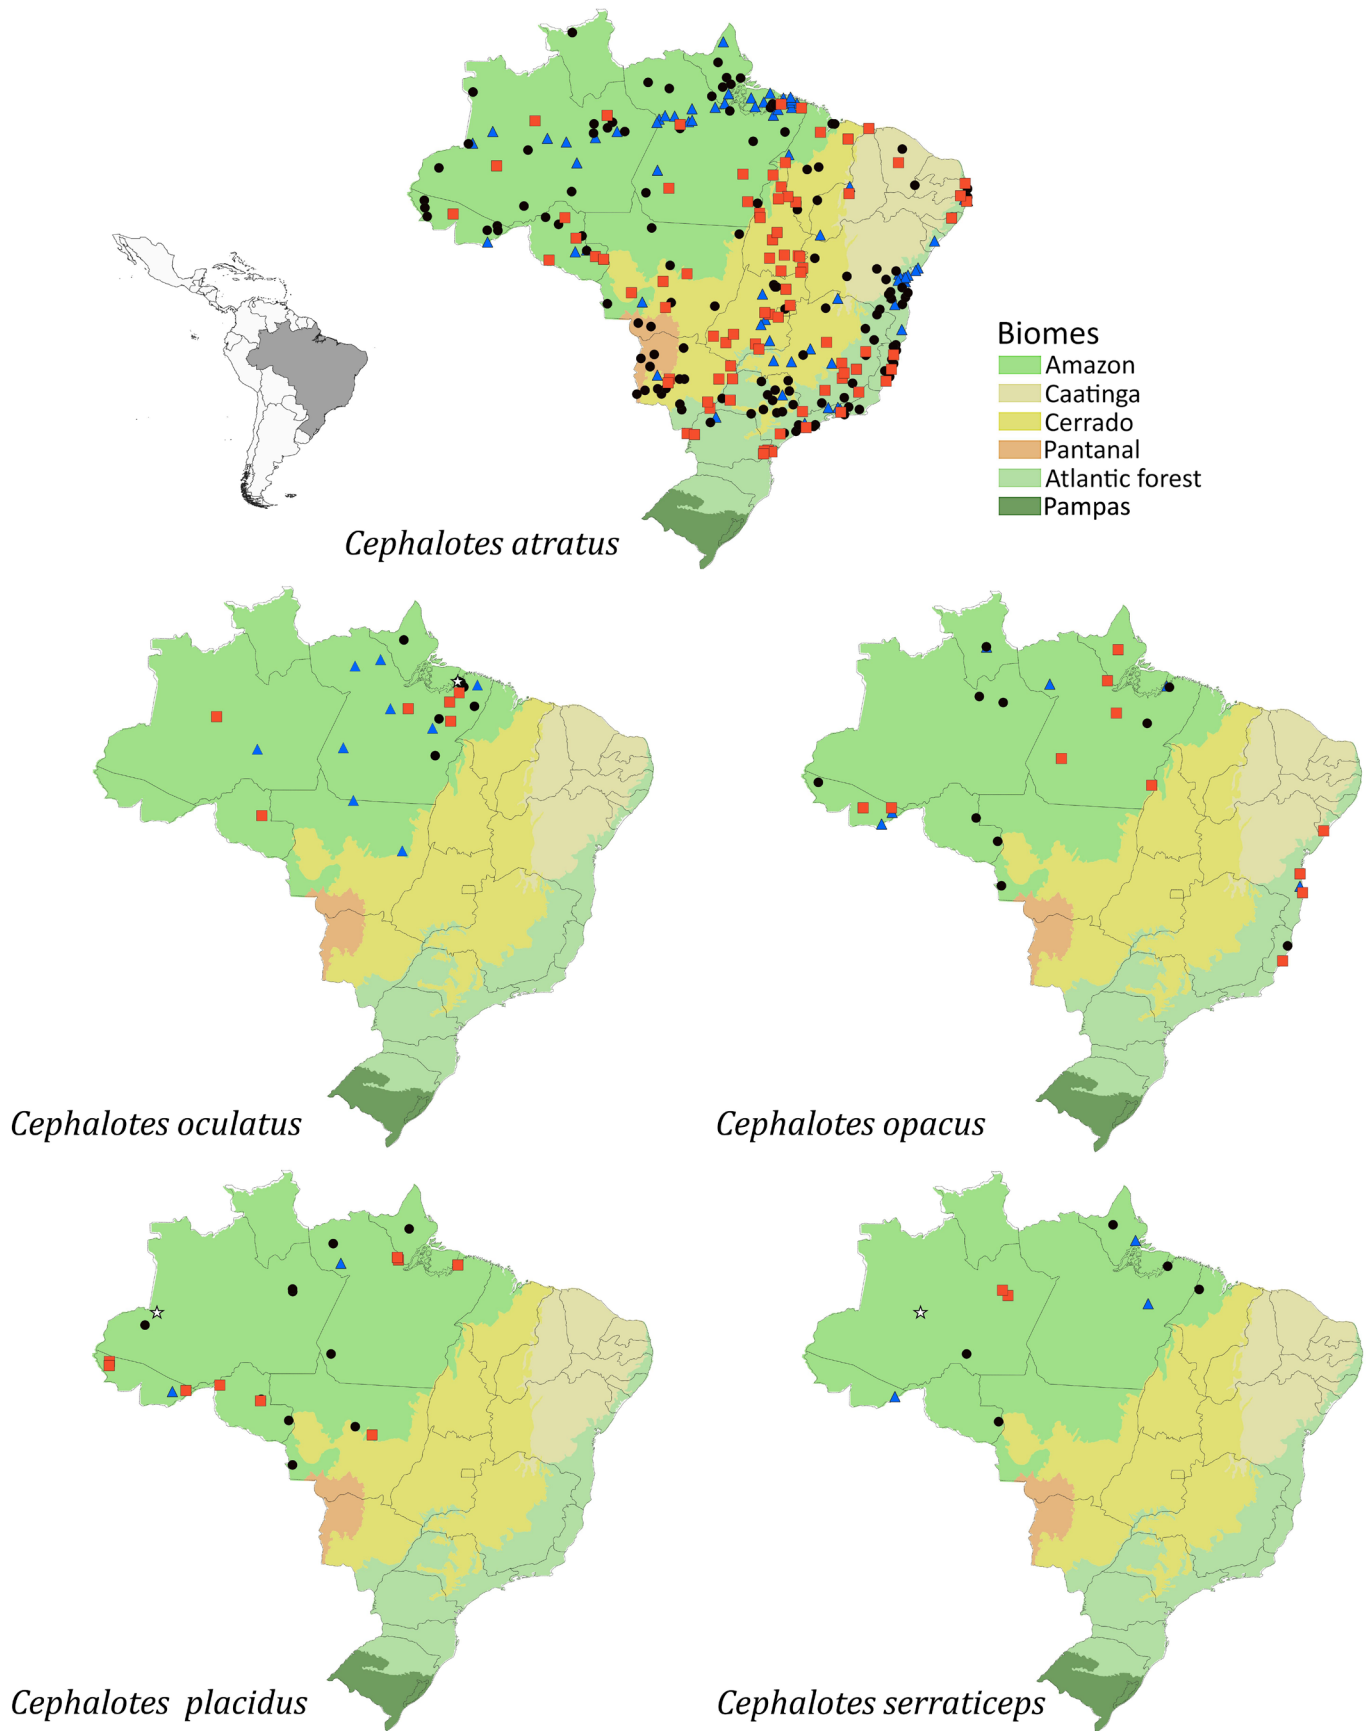 Biomes
Amazon
Caatinga
Cerrado
Pantanal
Atlantic forest
Pampas
Cephalotes atratus
Cephalotes oculatus
Cephalotes opacus
Cephalotes placidus
Cephalotes serraticeps